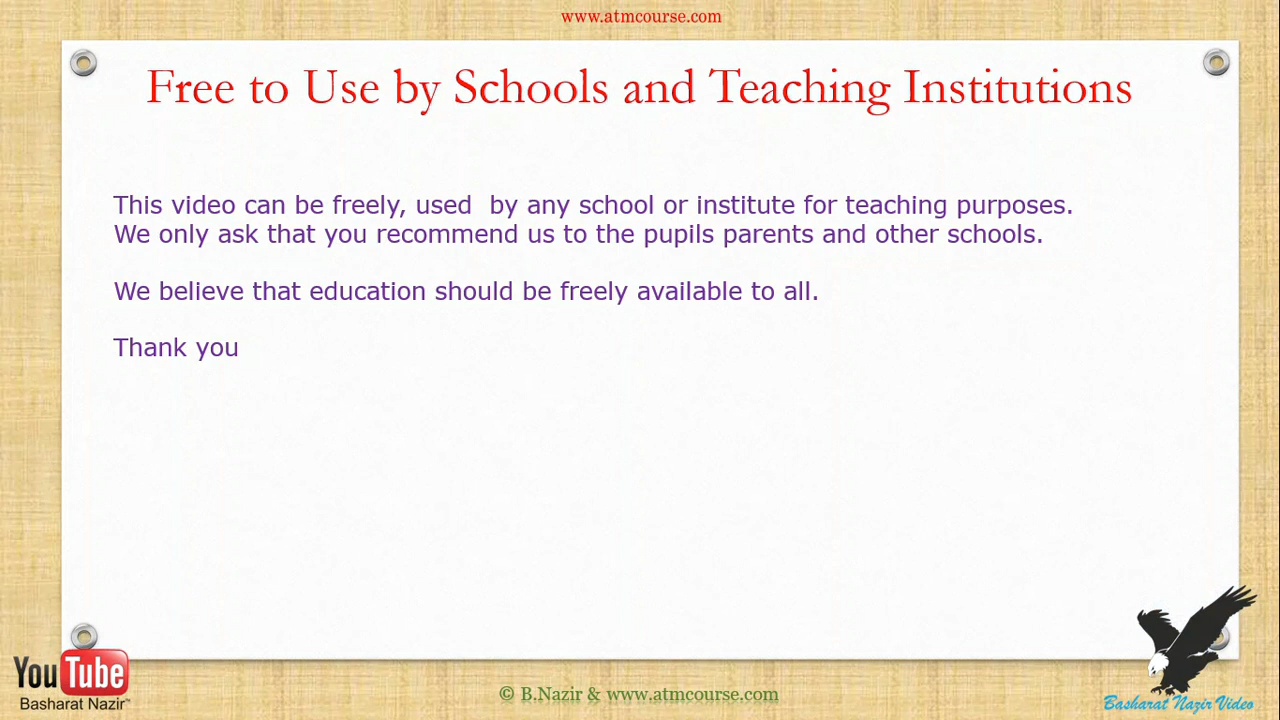 www.atmcourse.com
Free to Use by Schools and Teaching Institutions
This video can be freely, used  by any school or institute for teaching purposes.
We only ask that you recommend us to the pupils parents and other schools.
We believe that education should be freely available to all.
Thank you
YouTube
Basharat Nazir™
© B.Nazir & www.atmcourse.com
Basharat Nazir Video